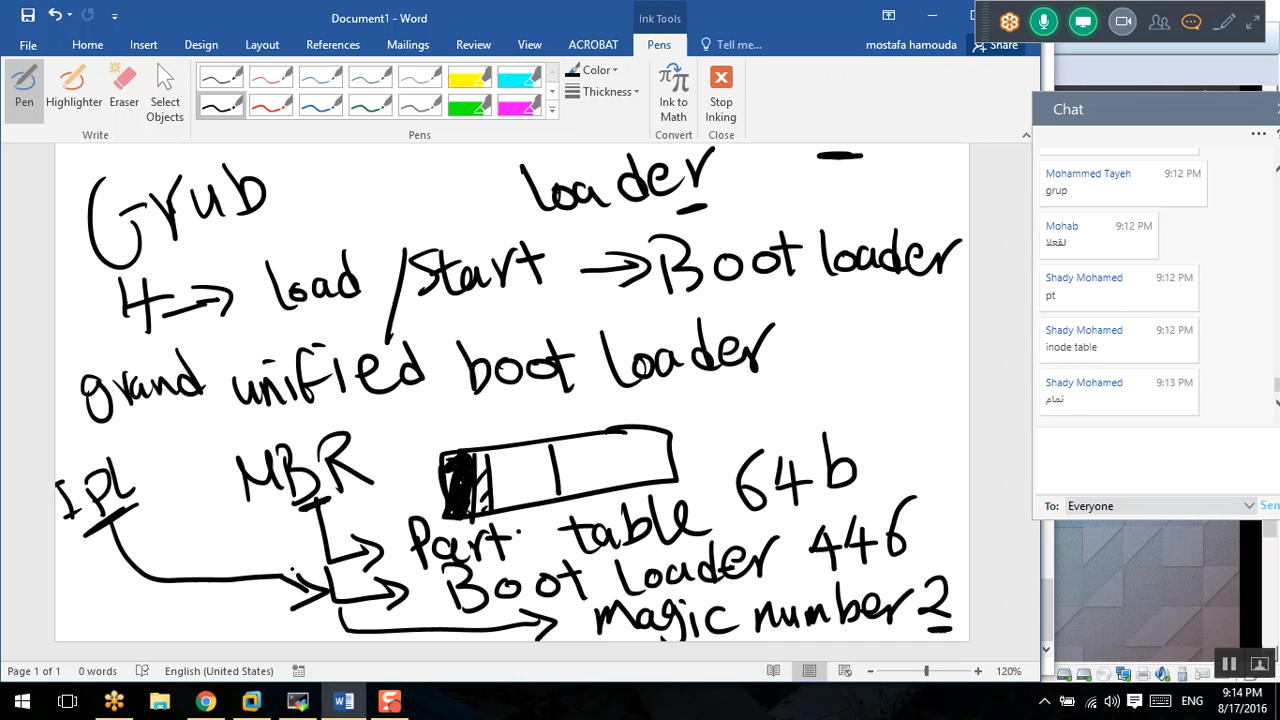 Document1 - Word
Ink Tools
File
Home
Insert
Design
Layout
References
Mailings
Review
View
ACROBAT
Pens
Tell me...
mostafa hamouda
Share
Pen
Highlighter
Eraser
Select Objects
Color
Thickness
Ink to Math
Stop Inking
Write
Pens
Convert
Close
Grub
loader
4 → load / Start → Boot loader
grand unified boot loader
IPL
MBR
Part. table 64b
Boot loader 446
magic number 2
Chat
Mohammed Tayeh 9:12 PM
grup
Mohab 9:12 PM
لقعلا
Shady Mohamed 9:12 PM
pt
Shady Mohamed 9:12 PM
inode table
Shady Mohamed 9:13 PM
تمام
To: Everyone
Sen
Page 1 of 1
0 words
English (United States)
120%
ENG
9:14 PM
8/17/2016